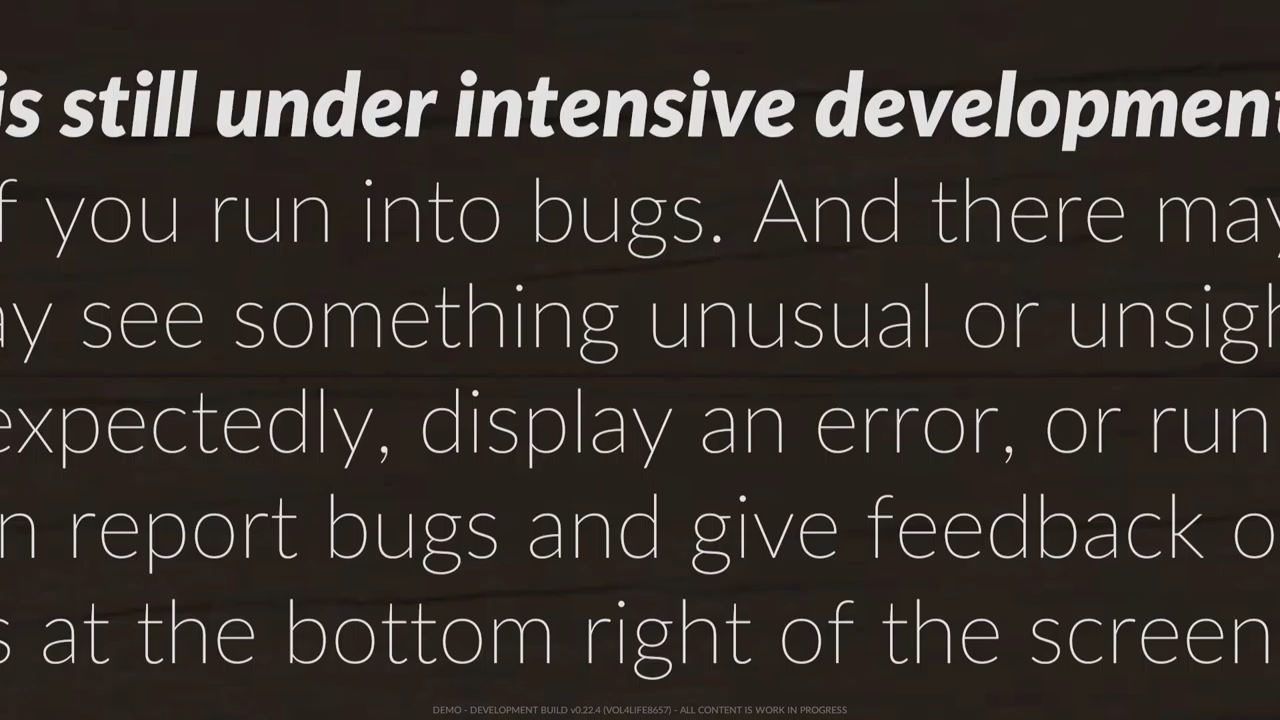 is still under intensive development
f you run into bugs. And there may
ay see something unusual or unsigh
expectedly, display an error, or run
n report bugs and give feedback o
s at the bottom right of the screen
DEMO - DEVELOPMENT BUILD v0.22.4 (VOL4LIFE8657) - ALL CONTENT IS WORK IN PROGRESS